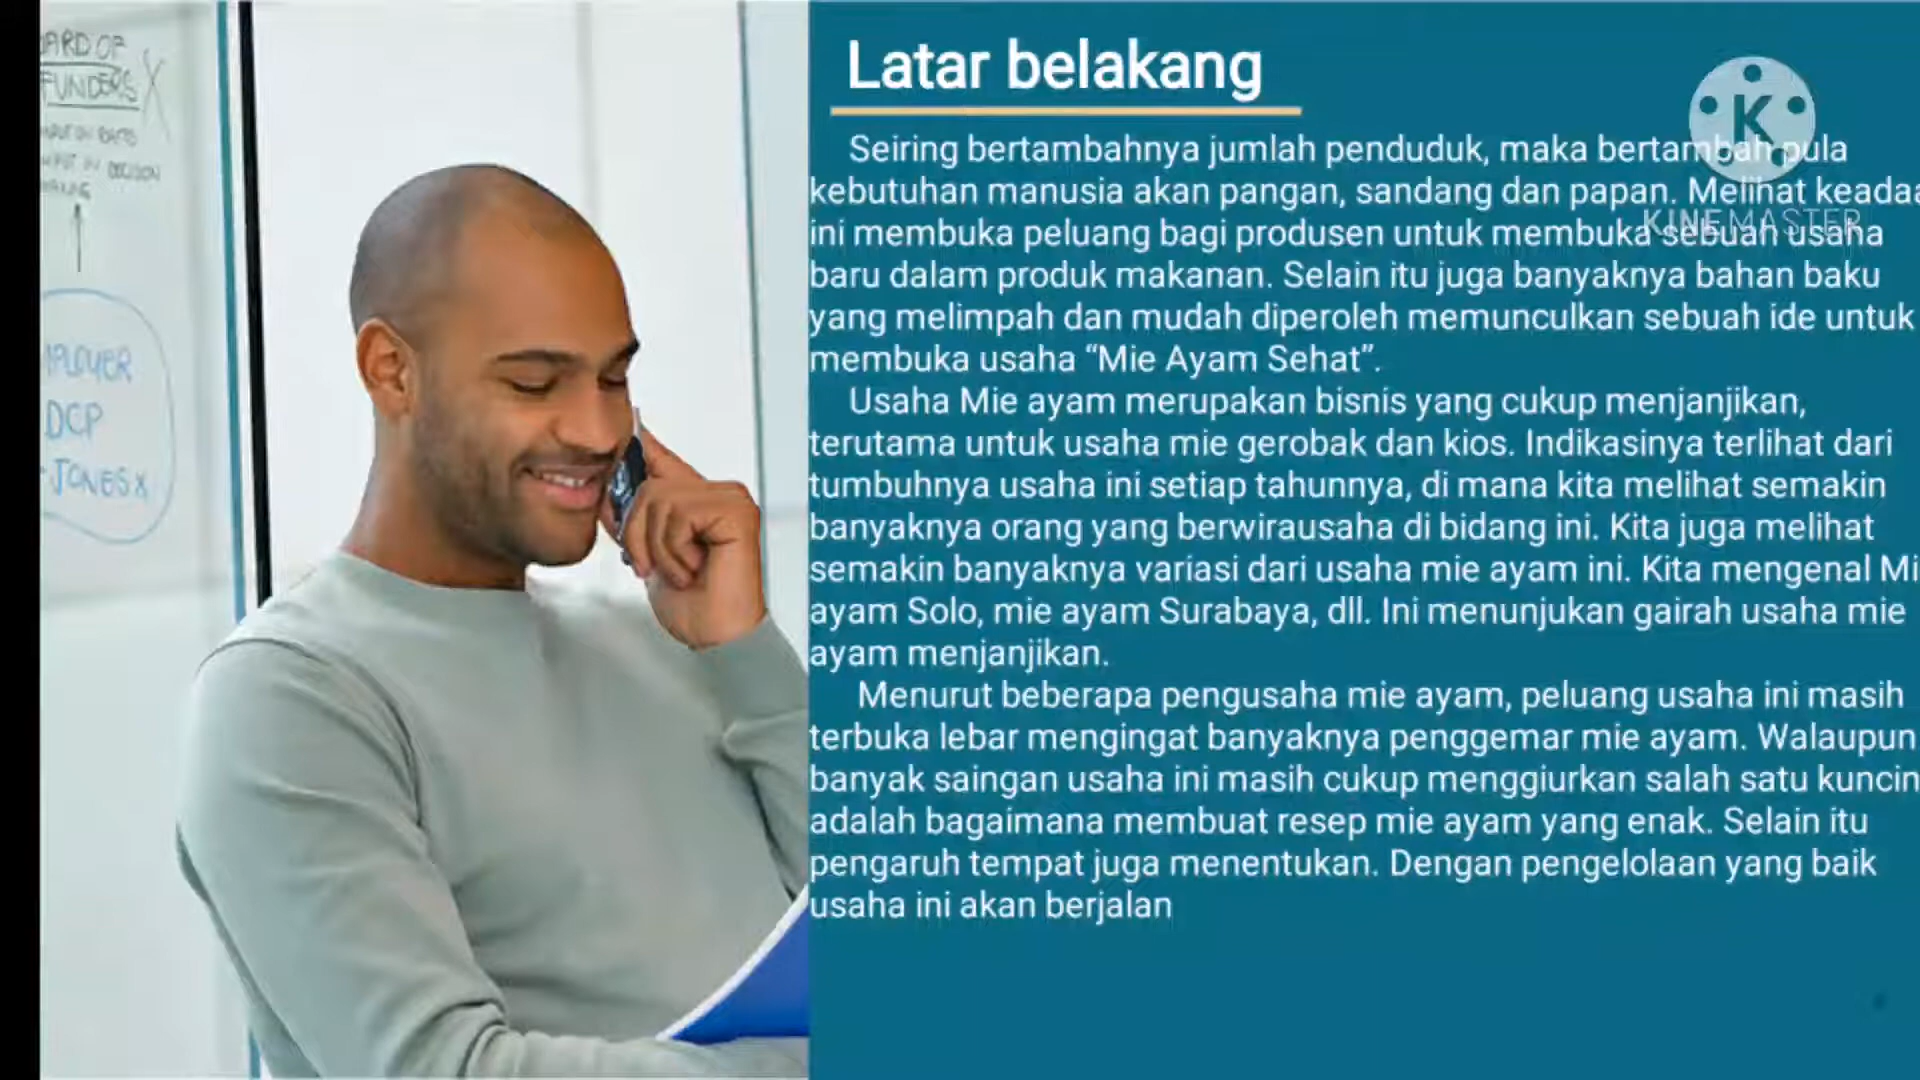 ARD OF
FUNDERS X
INPUT IN DECISION
MAKING
DCP
JONES X
Latar belakang
K
KINEMASTER
Seiring bertambahnya jumlah penduduk, maka bertambah pula
kebutuhan manusia akan pangan, sandang dan papan. Melihat keadaa
ini membuka peluang bagi produsen untuk membuka sebuah usaha
baru dalam produk makanan. Selain itu juga banyaknya bahan baku
yang melimpah dan mudah diperoleh memunculkan sebuah ide untuk
membuka usaha “Mie Ayam Sehat”.
Usaha Mie ayam merupakan bisnis yang cukup menjanjikan,
terutama untuk usaha mie gerobak dan kios. Indikasinya terlihat dari
tumbuhnya usaha ini setiap tahunnya, di mana kita melihat semakin
banyaknya orang yang berwirausaha di bidang ini. Kita juga melihat
semakin banyaknya variasi dari usaha mie ayam ini. Kita mengenal Mi
ayam Solo, mie ayam Surabaya, dll. Ini menunjukan gairah usaha mie
ayam menjanjikan.
Menurut beberapa pengusaha mie ayam, peluang usaha ini masih
terbuka lebar mengingat banyaknya penggemar mie ayam. Walaupun
banyak saingan usaha ini masih cukup menggiurkan salah satu kuncin
adalah bagaimana membuat resep mie ayam yang enak. Selain itu
pengaruh tempat juga menentukan. Dengan pengelolaan yang baik
usaha ini akan berjalan